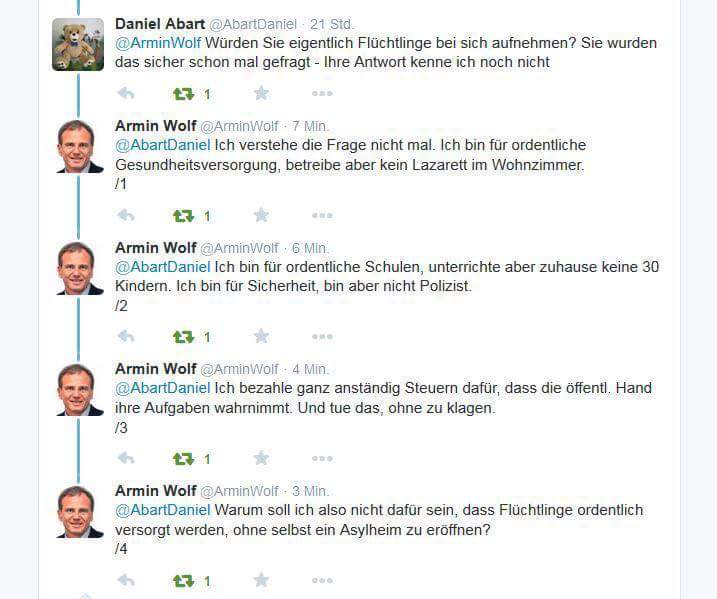 Daniel Abart @AbartDaniel · 21 Std.
@ArminWolf Würden Sie eigentlich Flüchtlinge bei sich aufnehmen? Sie wurden
das sicher schon mal gefragt - Ihre Antwort kenne ich noch nicht
1
Armin Wolf @ArminWolf · 7 Min.
@AbartDaniel Ich verstehe die Frage nicht mal. Ich bin für ordentliche
Gesundheitsversorgung, betreibe aber kein Lazarett im Wohnzimmer.
/1
1
Armin Wolf @ArminWolf · 6 Min.
@AbartDaniel Ich bin für ordentliche Schulen, unterrichte aber zuhause keine 30
Kindern. Ich bin für Sicherheit, bin aber nicht Polizist.
/2
1
Armin Wolf @ArminWolf · 4 Min.
@AbartDaniel Ich bezahle ganz anständig Steuern dafür, dass die öffentl. Hand
ihre Aufgaben wahrnimmt. Und tue das, ohne zu klagen.
/3
1
Armin Wolf @ArminWolf · 3 Min.
@AbartDaniel Warum soll ich also nicht dafür sein, dass Flüchtlinge ordentlich
versorgt werden, ohne selbst ein Asylheim zu eröffnen?
/4
1